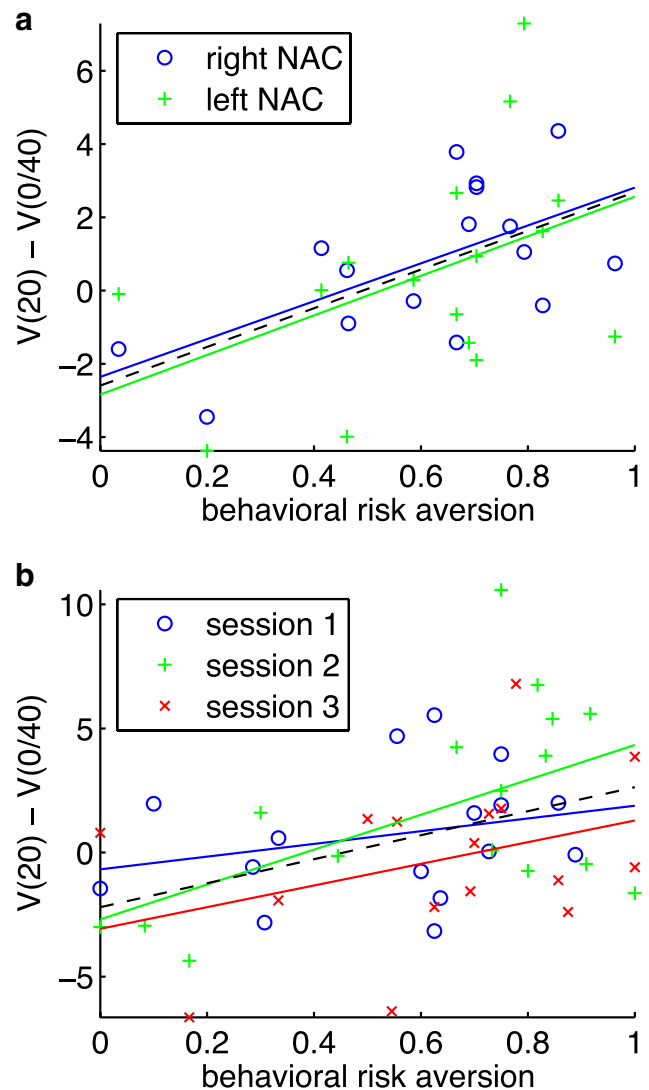 a
right NAC
left NAC
V(20) − V(0/40)
6
4
2
0
−2
−4
0 0.2 0.4 0.6 0.8 1
behavioral risk aversion
b
session 1
session 2
session 3
V(20) − V(0/40)
10
5
0
−5
0 0.2 0.4 0.6 0.8 1
behavioral risk aversion